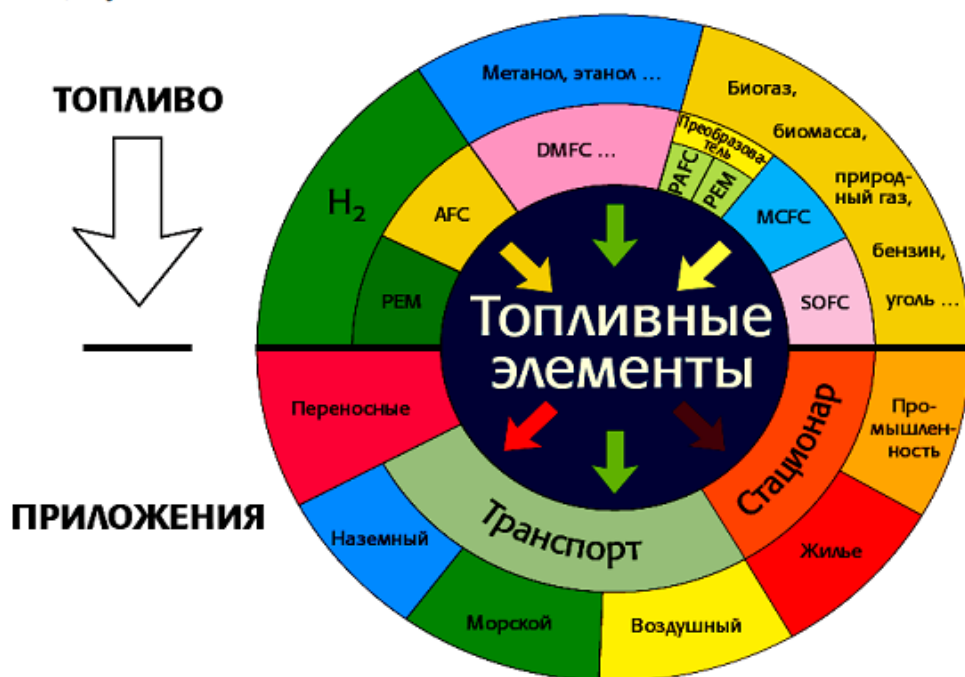 ТОПЛИВО
Метанол, этанол ...
Биогаз,
биомасса,
природ-
ный газ,
бензин,
уголь ...
H₂
AFC
PEM
DMFC ...
Преобразова-
тель
PAFC
PEM
MCFC
SOFC
Топливные
элементы
ПРИЛОЖЕНИЯ
Переносные
Транспорт
Стационар
Наземный
Морской
Воздушный
Жилье
Про-
мышлен-
ность